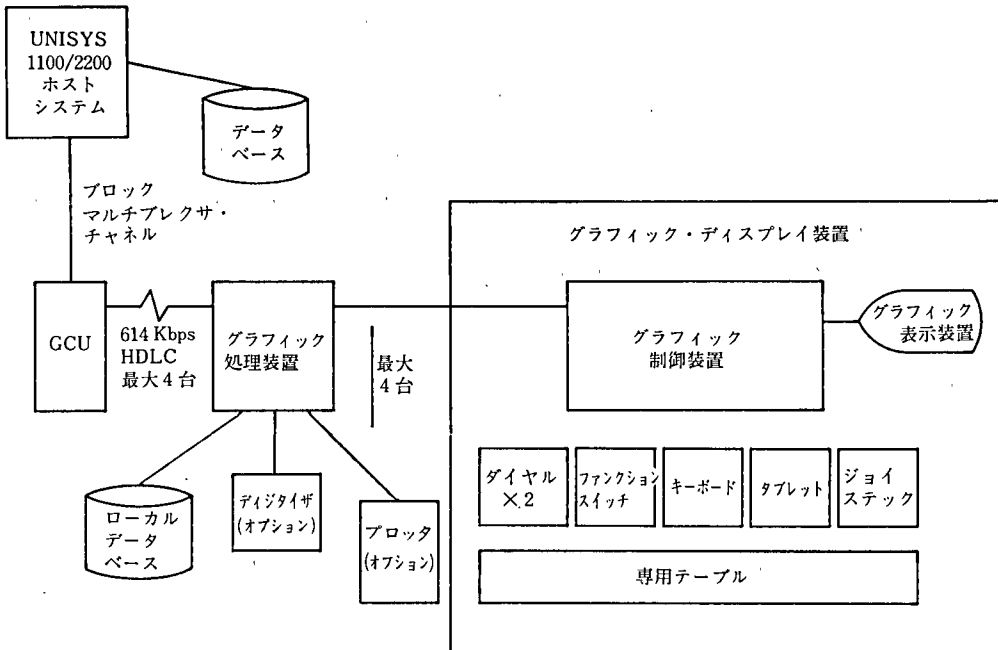 UNISYS
1100/2200
ホスト
システム
データ
ベース
ブロック
マルチプレクサ・
チャネル
グラフィック・ディスプレイ装置
GCU
614 Kbps
HDLC
最大4台
グラフィック
処理装置
最大
4台
グラフィック
制御装置
グラフィック
表示装置
ローカル
データ
ベース
ディジタイザ
(オプション)
プロッタ
(オプション)
ダイヤル
×2
ファンクション
スイッチ
キーボード
タブレット
ジョイ
ステック
専用テーブル